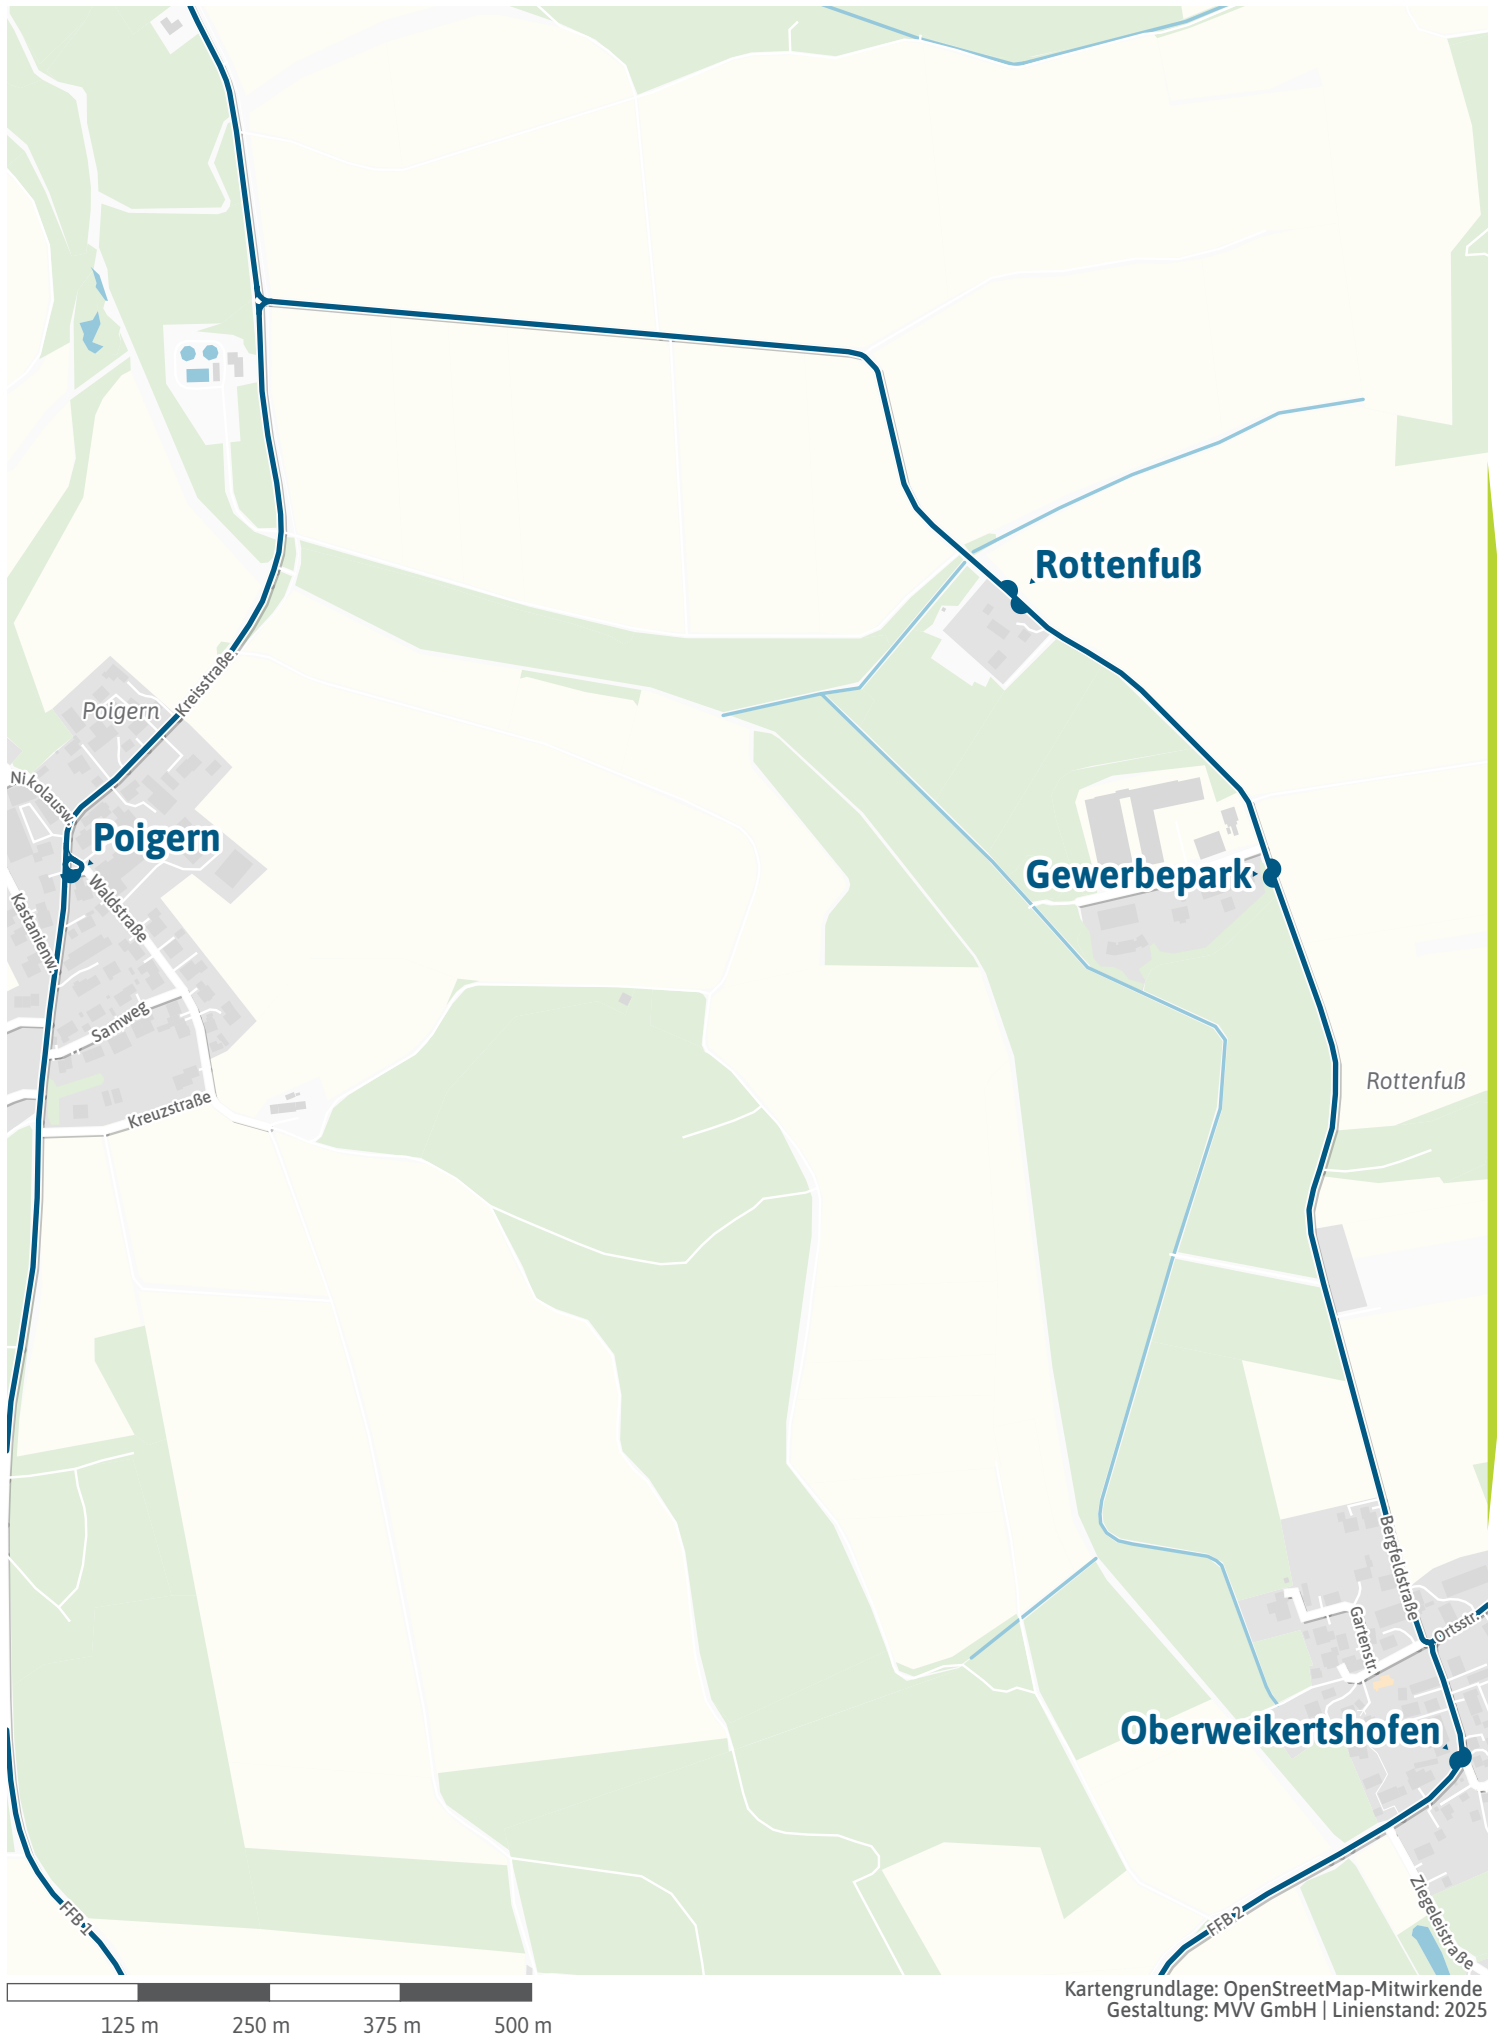 Rottenfuß
Kreisstraße
Poigern
Nikolausw.
Poigern
Gewerbepark
Waldstraße
Kastanienw.
Samweg
Rottenfuß
Kreuzstraße
Bergfeldstraße
Gartenstr.
Ortsstr.
Oberweikertshofen
Ziegeleistraße
FFB 1
FFB 2
Kartengrundlage: OpenStreetMap-Mitwirkende
Gestaltung: MVV GmbH | Linienstand: 2025
125 m 250 m 375 m 500 m